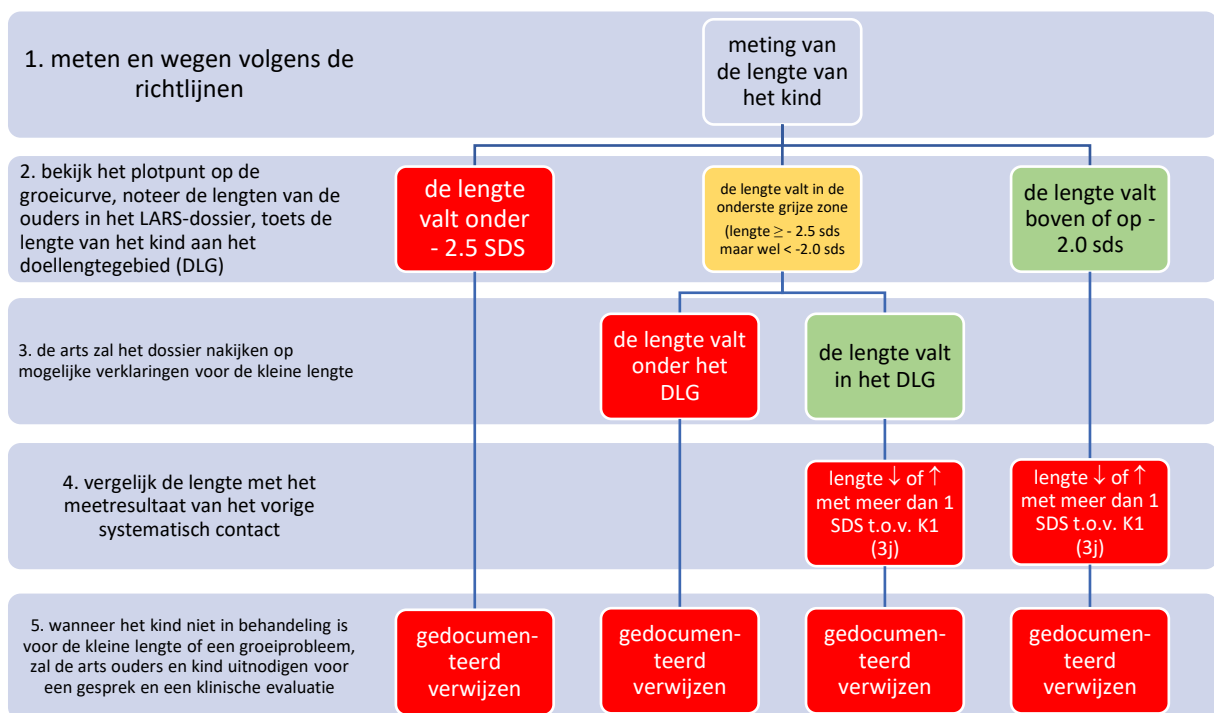 1. meten en wegen volgens de
richtlijnen
meting van
de lengte van
het kind
2. bekijk het plotpunt op de
groeicurve, noteer de lengten van de
ouders in het LARS-dossier, toets de
lengte van het kind aan het
doellengtegebied (DLG)
de lengte
valt onder
- 2.5 SDS
de lengte valt in de
onderste grijze zone
(lengte ≥ - 2.5 sds
maar wel < -2.0 sds
de lengte valt
boven of op -
2.0 sds
3. de arts zal het dossier nakijken op
mogelijke verklaringen voor de kleine lengte
de lengte valt
onder het
DLG
de lengte valt
in het DLG
4. vergelijk de lengte met het
meetresultaat van het vorige
systematisch contact
lengte ↓ of ↑
met meer dan 1
SDS t.o.v. K1
(3j)
lengte ↓ of ↑
met meer dan 1
SDS t.o.v. K1
(3j)
5. wanneer het kind niet in behandeling is
voor de kleine lengte of een groeiprobleem,
zal de arts ouders en kind uitnodigen voor
een gesprek en een klinische evaluatie
gedocumen-
teerd
verwijzen
gedocumen-
teerd
verwijzen
gedocumen-
teerd
verwijzen
gedocumen-
teerd
verwijzen